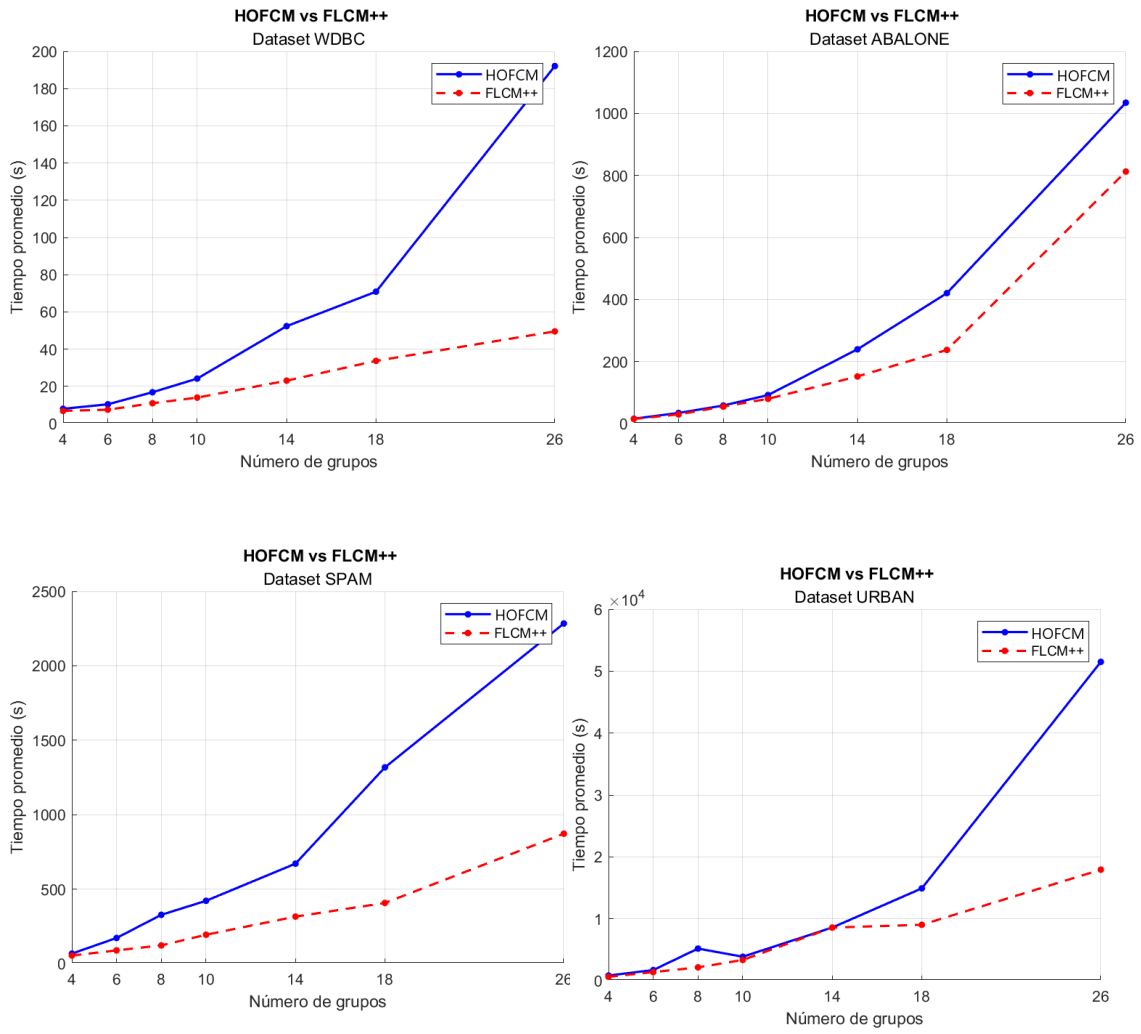 HOFCM vs FLCM++
Dataset WDBC
HOFCM
FLCM++
200
180
160
140
120
100
80
60
40
20
0
4 6 8 10 14 18 26
Tiempo promedio (s)
Número de grupos
HOFCM vs FLCM++
Dataset ABALONE
HOFCM
FLCM++
1200
1000
800
600
400
200
0
4 6 8 10 14 18 26
Tiempo promedio (s)
Número de grupos
HOFCM vs FLCM++
Dataset SPAM
HOFCM
FLCM++
2500
2000
1500
1000
500
0
4 6 8 10 14 18 26
Tiempo promedio (s)
Número de grupos
HOFCM vs FLCM++
Dataset URBAN
×10⁴
HOFCM
FLCM++
6
5
4
3
2
1
0
4 6 8 10 14 18 26
Tiempo promedio (s)
Número de grupos